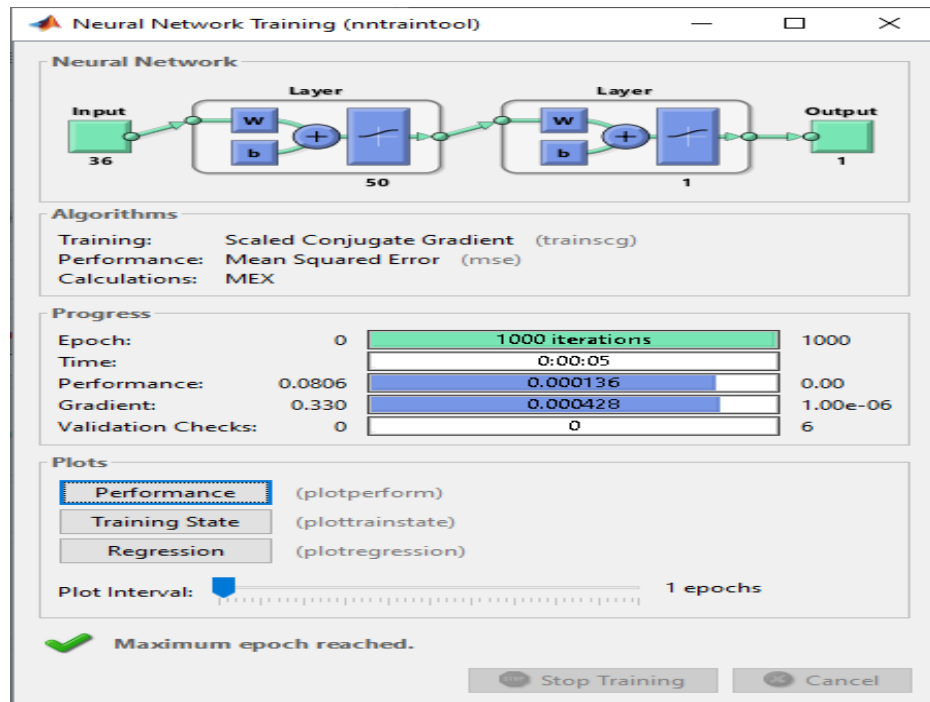 Neural Network Training (nntraintool)
Neural Network
Layer Layer
Input Output
W W
b b
36 1
50 1
Algorithms
Training: Scaled Conjugate Gradient (trainscg)
Performance: Mean Squared Error (mse)
Calculations: MEX
Progress
Epoch: 0 1000 iterations 1000
Time: 0:00:05
Performance: 0.0806 0.000136 0.00
Gradient: 0.330 0.000428 1.00e-06
Validation Checks: 0 0 6
Plots
Performance (plotperform)
Training State (plottrainstate)
Regression (plotregression)
Plot Interval: 1 epochs
Maximum epoch reached.
Stop Training Cancel